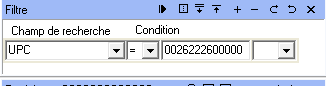 Filtre
Champ de recherche Condition
UPC = 0026222600000